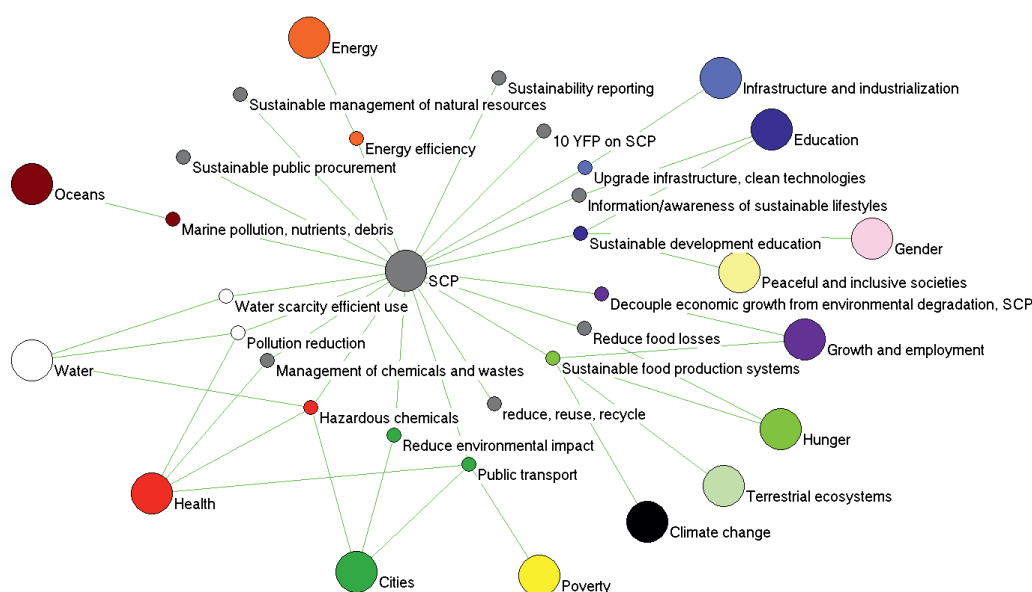 Energy
Sustainability reporting
Infrastructure and industrialization
Sustainable management of natural resources
10 YFP on SCP
Education
Energy efficiency
Sustainable public procurement
Upgrade infrastructure, clean technologies
Oceans
Information/awareness of sustainable lifestyles
Marine pollution, nutrients, debris
Sustainable development education
Gender
SCP
Peaceful and inclusive societies
Water scarcity efficient use
Decouple economic growth from environmental degradation, SCP
Pollution reduction
Reduce food losses
Growth and employment
Water
Management of chemicals and wastes
Sustainable food production systems
Hazardous chemicals
reduce, reuse, recycle
Reduce environmental impact
Hunger
Public transport
Health
Terrestrial ecosystems
Climate change
Cities
Poverty